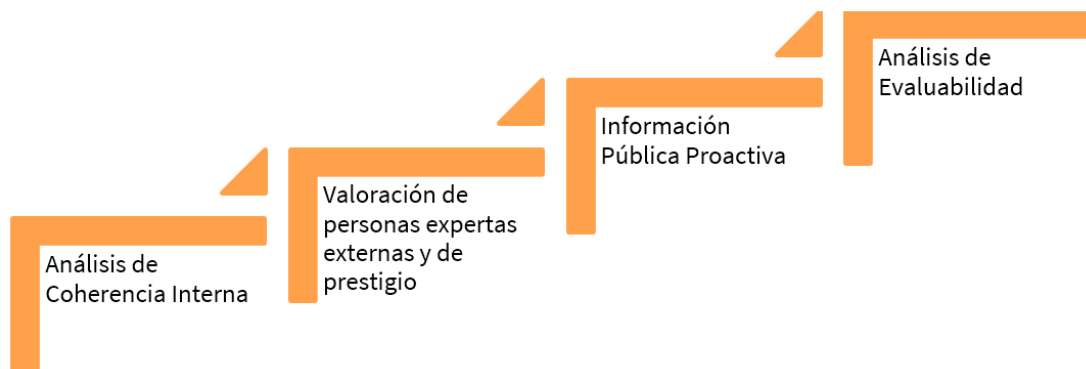 Análisis de
Coherencia Interna
Valoración de
personas expertas
externas y de
prestigio
Información
Pública Proactiva
Análisis de
Evaluabilidad